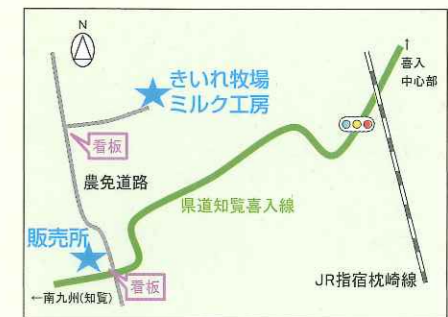 N
きいれ牧場
ミルク工房
↑
喜入
中心部
看板
農免道路
県道知覧喜入線
販売所
看板
←南九州(知覧)
JR指宿枕崎線